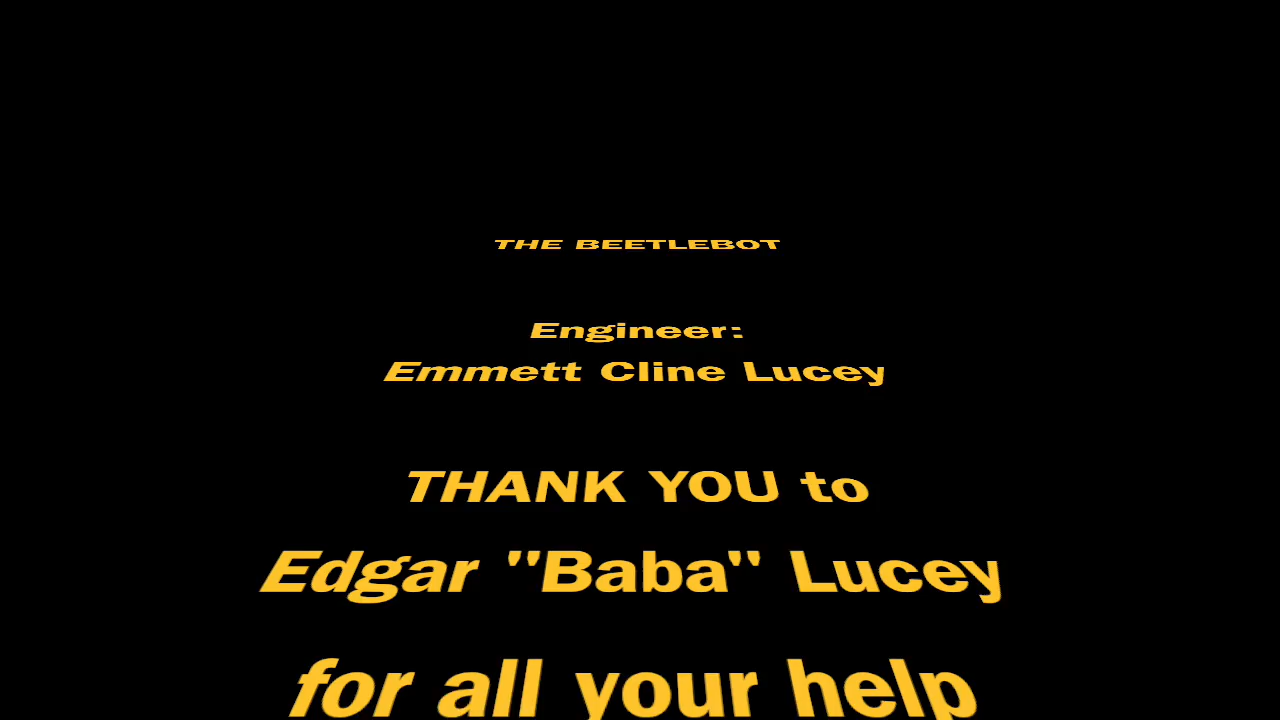 THE BEETLEBOT
Engineer:
Emmett Cline Lucey
THANK YOU to
Edgar "Baba" Lucey
for all your help